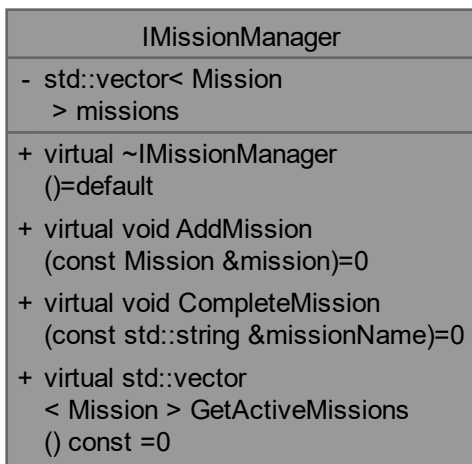 IMissionManager
- std::vector< Mission
> missions
+ virtual ~IMissionManager
()=default
+ virtual void AddMission
(const Mission &mission)=0
+ virtual void CompleteMission
(const std::string &missionName)=0
+ virtual std::vector
< Mission > GetActiveMissions
() const =0